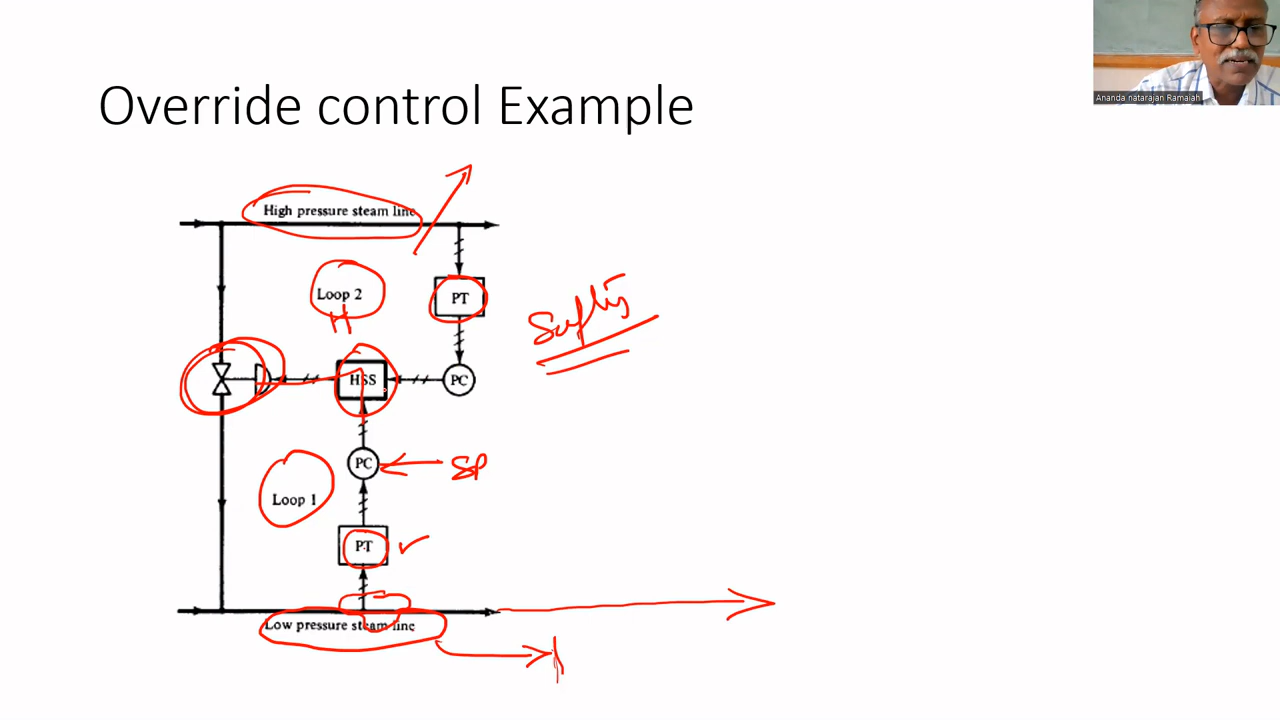 Ananda natarajan Ramaiah
Override control Example
High pressure steam line
Loop 2
H
PT
HSS
PC
PC
SP
Loop 1
PT
Low pressure steam line